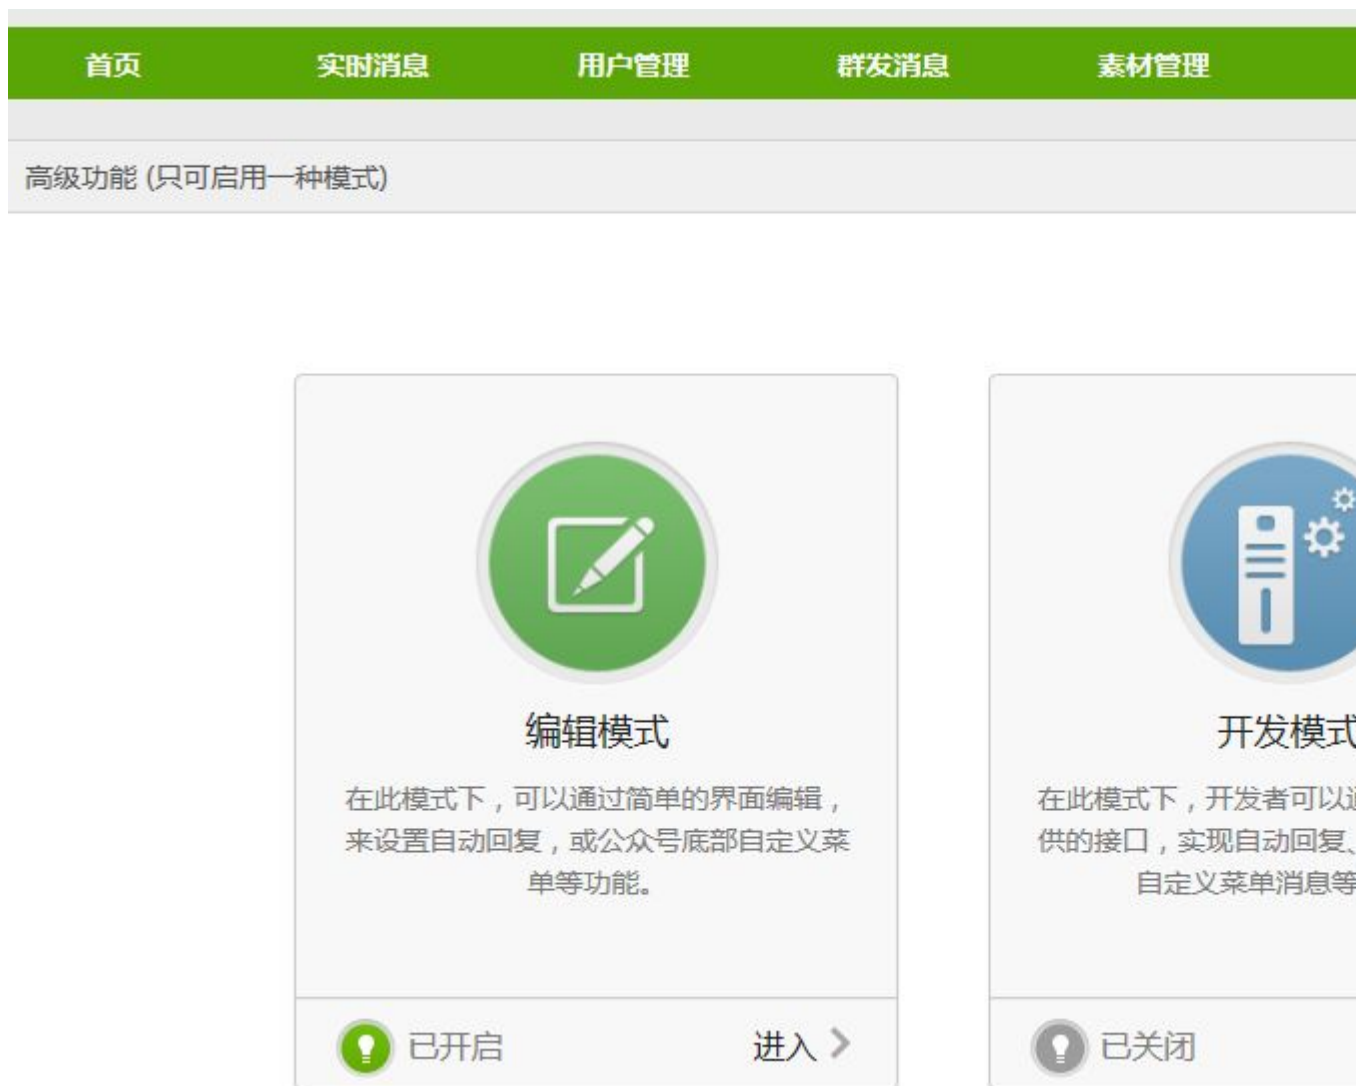 首页 实时消息 用户管理 群发消息 素材管理
高级功能 (只可启用一种模式)
编辑模式
在此模式下，可以通过简单的界面编辑，
来设置自动回复，或公众号底部自定义菜
单等功能。
已开启 进入
开发模式
在此模式下，开发者可以
供的接口，实现自动回复、
自定义菜单消息等
已关闭